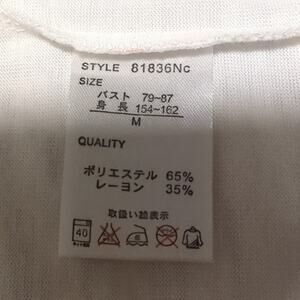 STYLE 81836Nc
SIZE
バスト 79~87
身長 154~162
M
QUALITY
ポリエステル 65%
レーヨン 35%
取扱い絵表示
40